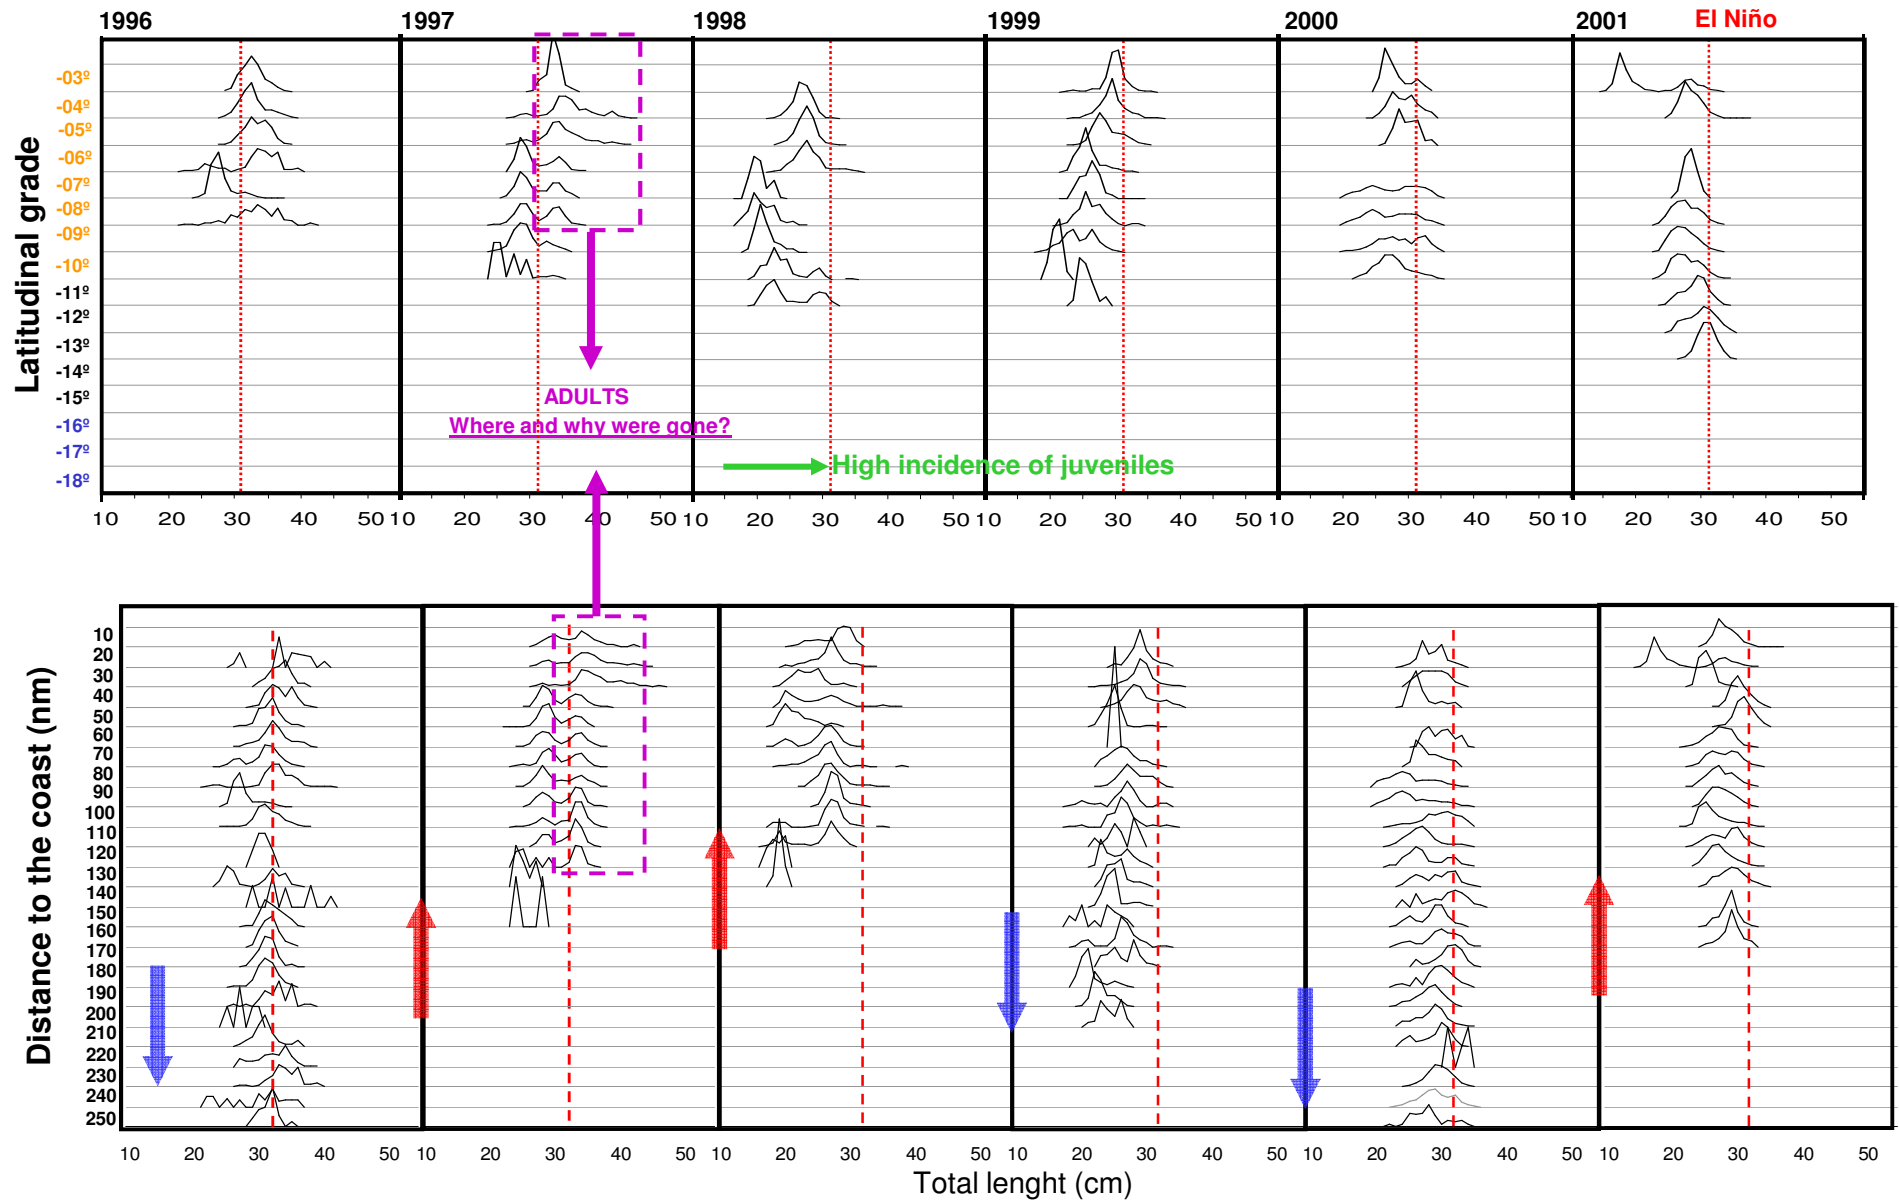 1996 1997 1998 1999 2000 2001 El Niño
Latitudinal grade
-03º
-04º
-05º
-06º
-07º
-08º
-09º
-10º
-11º
-12º
-13º
-14º
-15º
-16º
-17º
-18º
ADULTS
Where and why were gone?
High incidence of juveniles
10 20 30 40 50 10 20 30 40 50 10 20 30 40 50 10 20 30 40 50 10 20 30 40 50 10 20 30 40 50
Distance to the coast (nm)
10
20
30
40
50
70
80
90
100
110
120
130
140
150
160
170
180
190
200
210
220
230
240
250
10 20 30 40 50 10 20 30 40 50 10 20 30 40 50 10 20 30 40 50 10 20 30 40 50 10 20 30 40 50
Total lenght (cm)